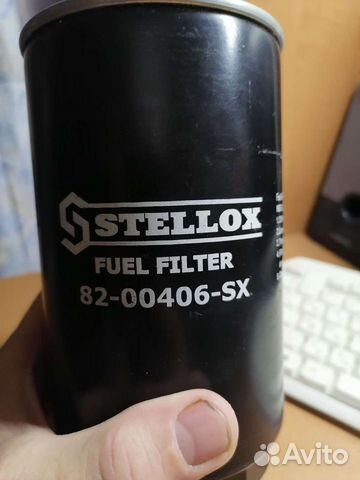 STELLOX
FUEL FILTER
82-00406-SX
Avito